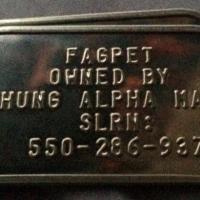 FAGPET
OWNED BY
HUNG ALPHA MA
SLRN:
550-286-937